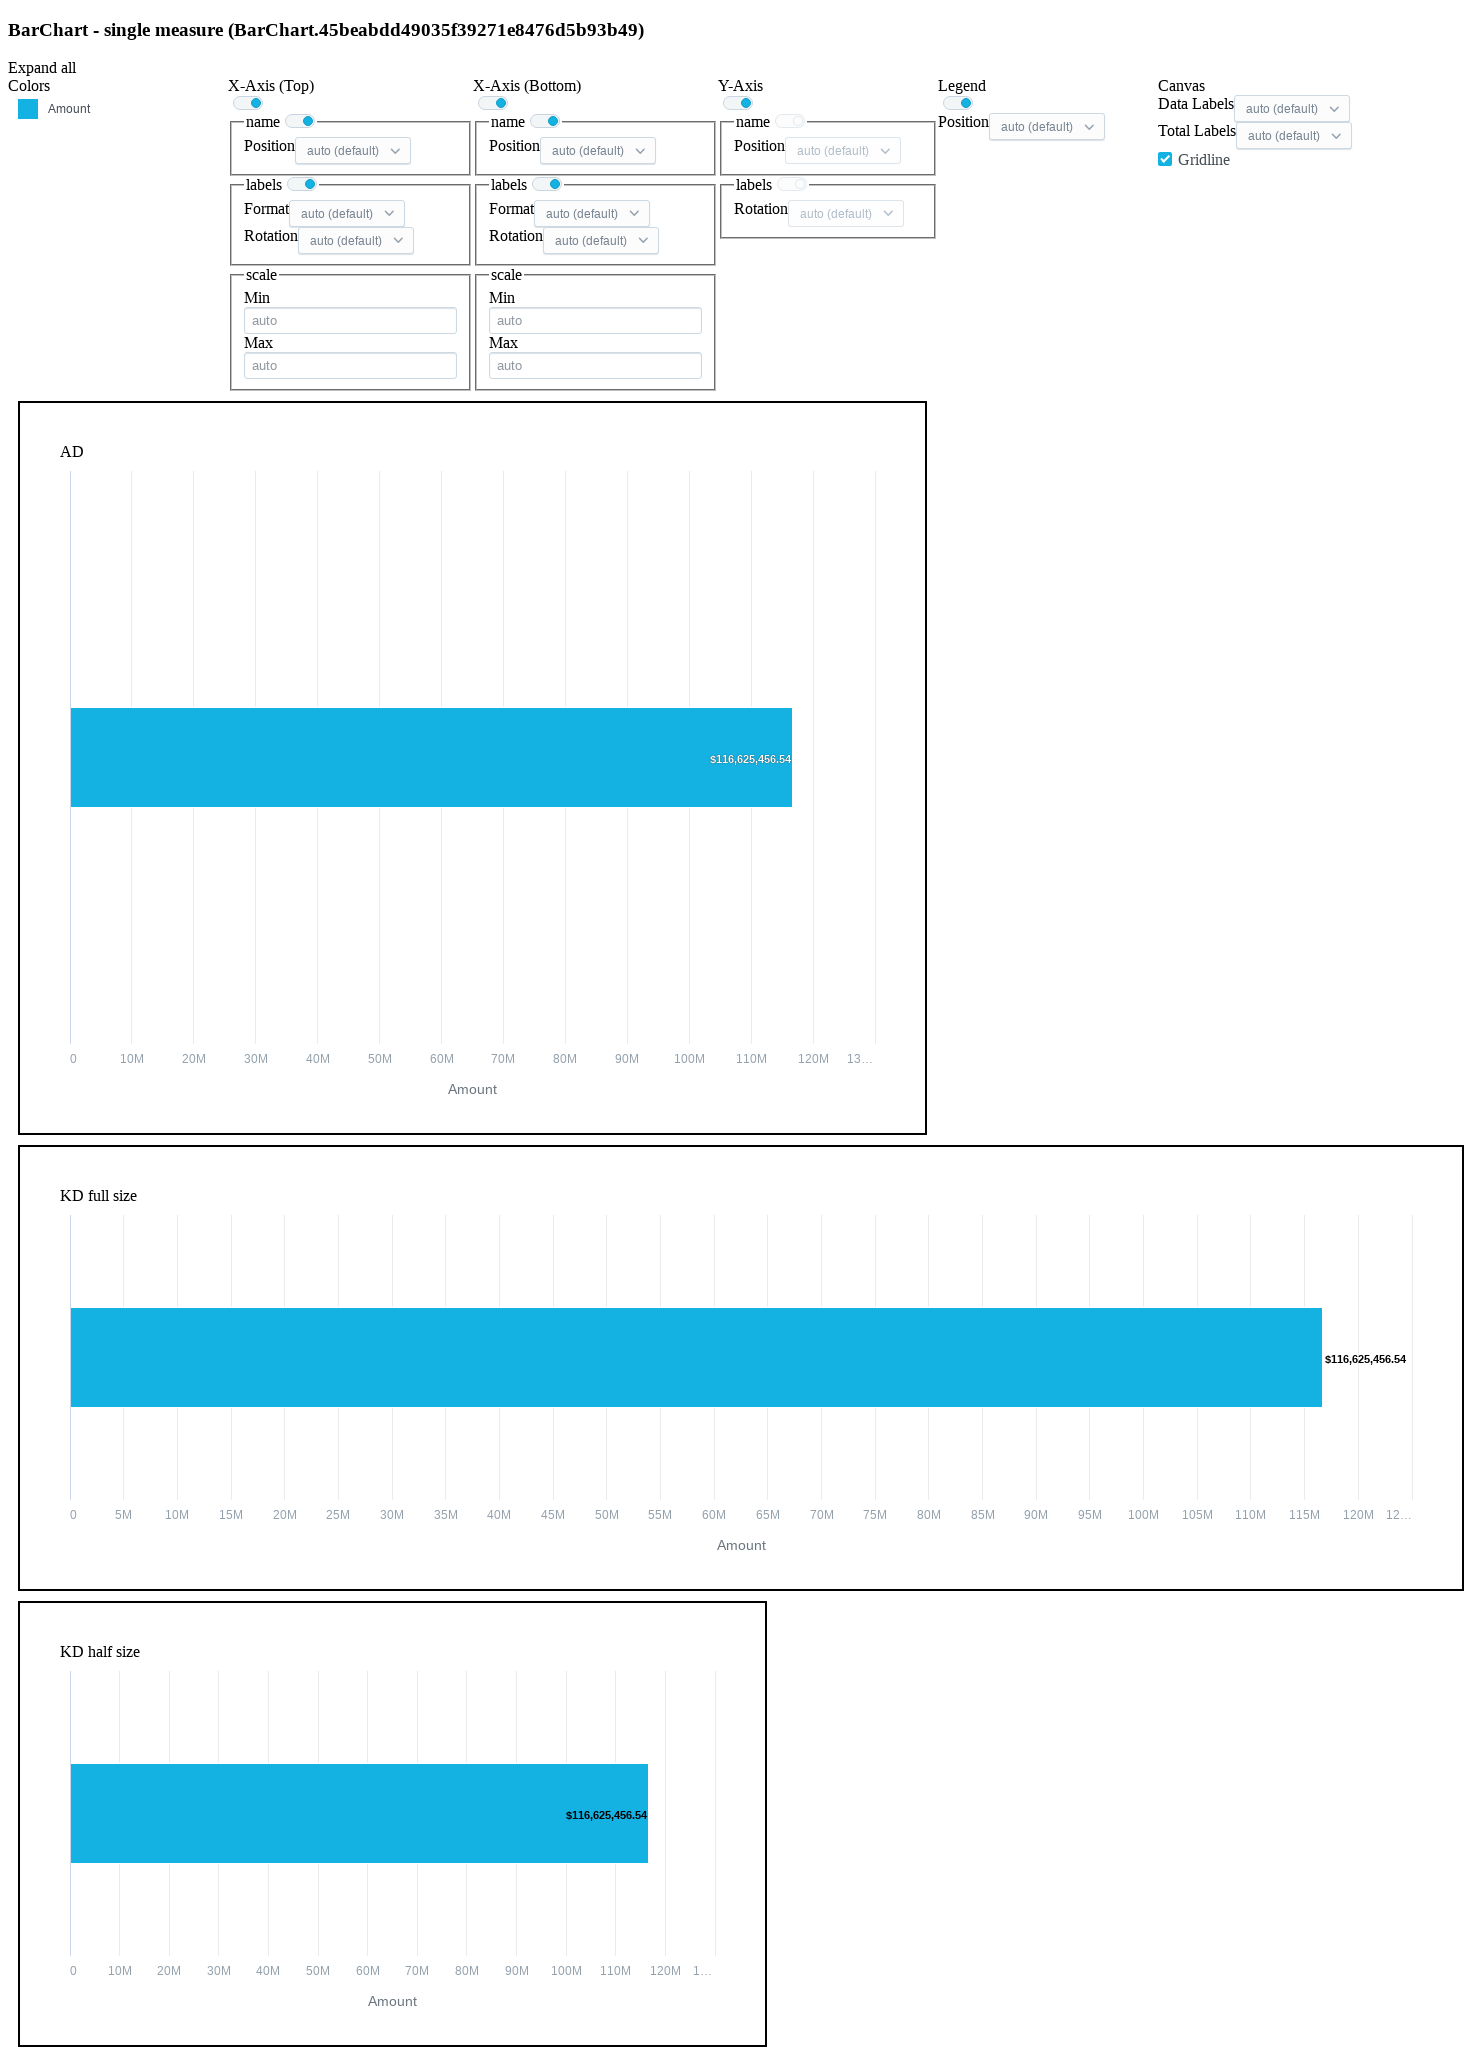 BarChart - single measure (BarChart.45beabdd49035f39271e8476d5b93b49)
Expand all
Colors
Amount
X-Axis (Top)
name
Position auto (default)
labels
Format auto (default)
Rotation auto (default)
scale
Min
auto
Max
auto
X-Axis (Bottom)
name
Position auto (default)
labels
Format auto (default)
Rotation auto (default)
scale
Min
auto
Max
auto
Y-Axis
name
Position auto (default)
labels
Rotation auto (default)
Legend
Position auto (default)
Canvas
Data Labels auto (default)
Total Labels auto (default)
Gridline
AD
$116,625,456.54
0 10M 20M 30M 40M 50M 60M 70M 80M 90M 100M 110M 120M 13...
Amount
KD full size
$116,625,456.54
0 5M 10M 15M 20M 25M 30M 35M 40M 45M 50M 55M 60M 65M 70M 75M 80M 85M 90M 95M 100M 105M 110M 115M 120M 12...
Amount
KD half size
$116,625,456.54
0 10M 20M 30M 40M 50M 60M 70M 80M 90M 100M 110M 120M 1...
Amount